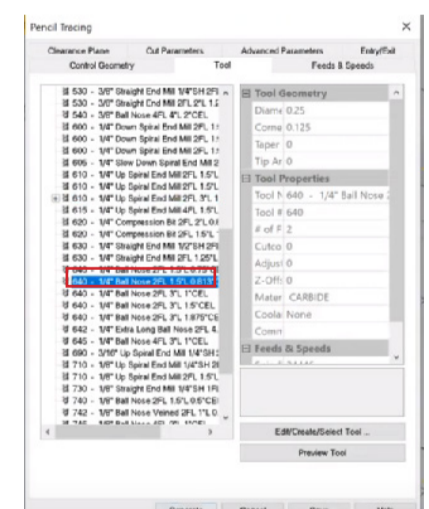 Pencil Tracing
Clearance Plane Cut Parameters Advanced Parameters Entry/Exit
Control Geometry Tool Feeds & Speeds
530 - 3/8" Straight End Mill 1/4"SH 2FL
530 - 3/8" Straight End Mill 2FL 2"L 1.2
540 - 3/8" Ball Nose 4FL 4"L 2"CEL
600 - 1/4" Down Spiral End Mill 2FL
600 - 1/4" Down Spiral End Mill 2FL
600 - 1/4" Down Spiral End Mill 2FL
605 - 1/4" Slow Down Spiral End Mill 2
610 - 1/4" Up Spiral End Mill 2FL 1.5"L
610 - 1/4" Up Spiral End Mill 2FL 1.5"L
610 - 1/4" Up Spiral End Mill 2FL 3"L 1
615 - 1/4" Up Spiral End Mill 4FL 1.5"L
620 - 1/4" Compression Bit 2FL 2"L 0.
620 - 1/4" Compression Bit 2FL 1.5"L
630 - 1/4" Straight End Mill 1/2"SH 2FL
630 - 1/4" Straight End Mill 2FL 1.25"L
640 - 1/4" Ball Nose 2FL 1.5"L 0.75"C
640 - 1/4" Ball Nose 2FL 1.5"L 0.813"
640 - 1/4" Ball Nose 2FL 3"L 1"CEL
640 - 1/4" Ball Nose 2FL 3"L 1.5"CEL
640 - 1/4" Ball Nose 2FL 3"L 1.875"CE
642 - 1/4" Extra Long Ball Nose 2FL 4.
645 - 1/4" Ball Nose 4FL 3"L 1"CEL
690 - 3/16" Up Spiral End Mill 1/4"SH
710 - 1/8" Up Spiral End Mill 1/4"SH 2
710 - 1/8" Up Spiral End Mill 2FL 1.5"L
730 - 1/8" Straight End Mill 1/4"SH 1FL
740 - 1/8" Ball Nose 2FL 1.5"L 0.5"CE
742 - 1/8" Ball Nose Veined 2FL 1"L 0.
Tool Geometry
Diame 0.25
Corne 0.125
Taper 0
Tip An 0
Tool Properties
Tool N 640 - 1/4" Ball Nose 2
Tool # 640
# of F 2
Cutco 0
Adjust 0
Z-Offs 0
Mater CARBIDE
Coola None
Comm
Feeds & Speeds
Edit/Create/Select Tool ...
Preview Tool